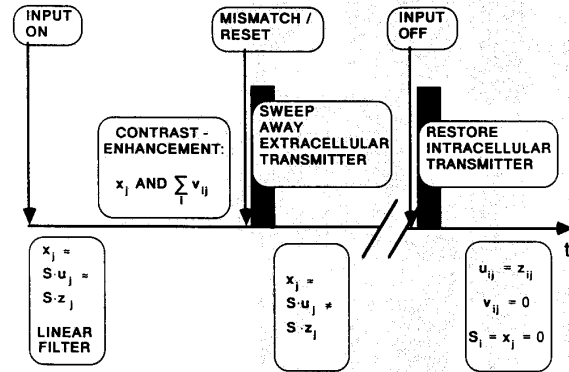 INPUT
ON
MISMATCH /
RESET
INPUT
OFF
CONTRAST -
ENHANCEMENT:
x_j AND ∑_i v_ij
SWEEP
AWAY
EXTRACELLULAR
TRANSMITTER
RESTORE
INTRACELLULAR
TRANSMITTER
t
x_j ≈
S·u_j ≈
S·z_j
LINEAR
FILTER
x_j ≈
S·u_j ≠
S·z_j
u_ij = z_ij
v_ij = 0
S_i = x_j = 0